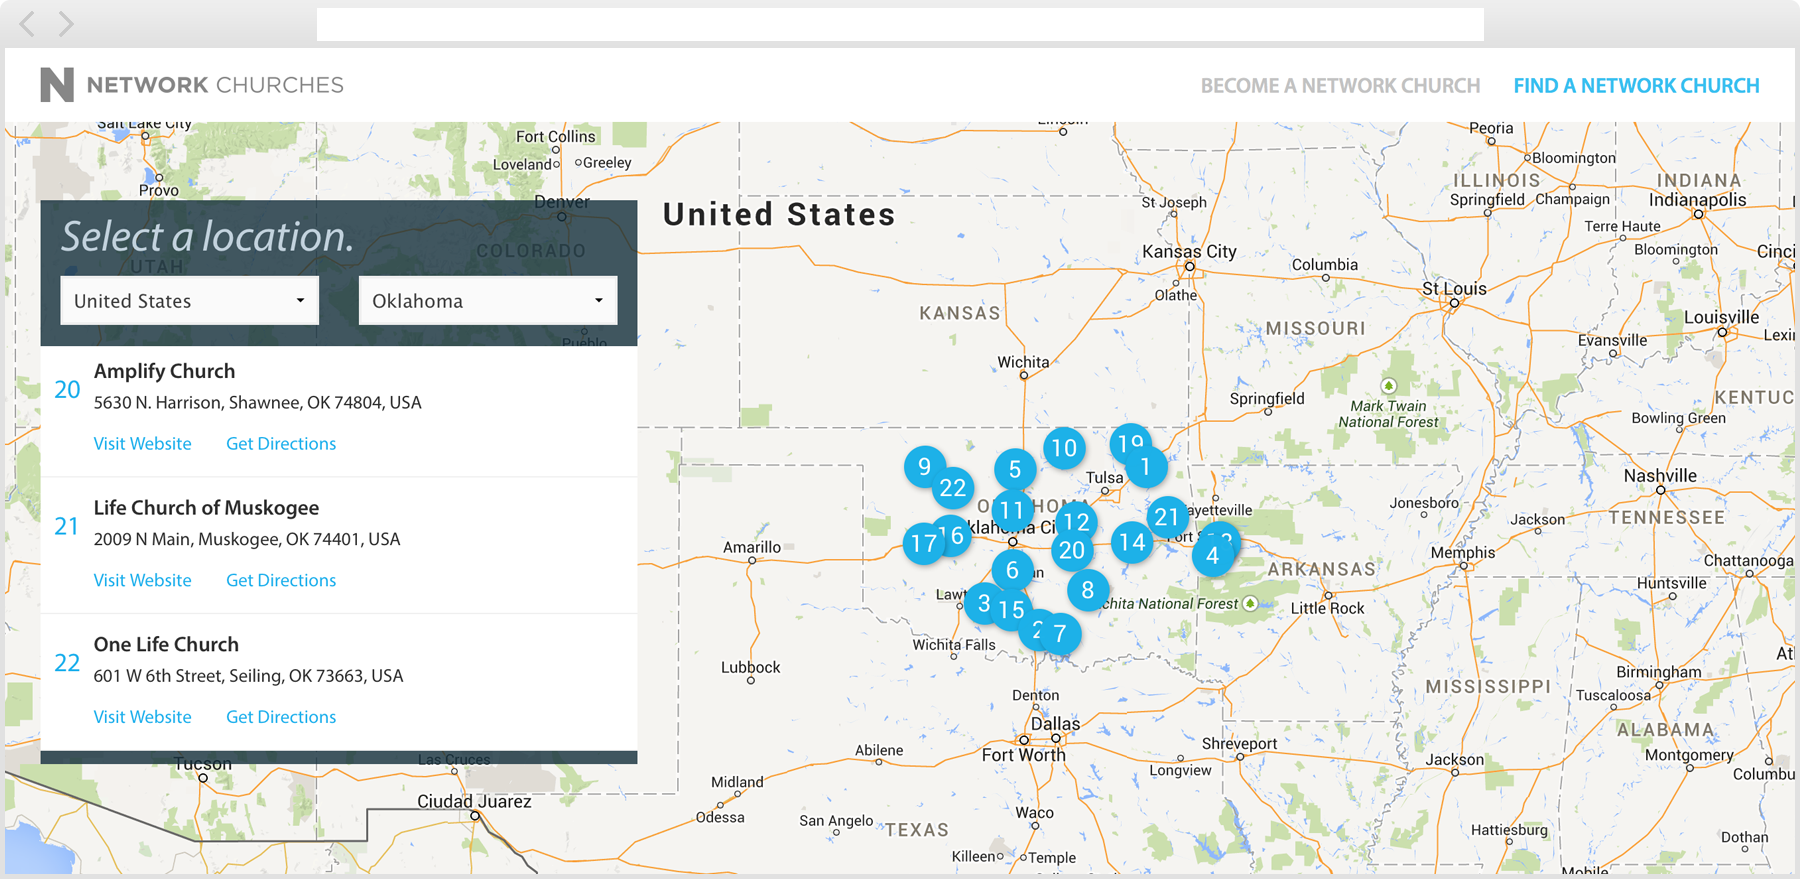 NETWORK CHURCHES
BECOME A NETWORK CHURCH
FIND A NETWORK CHURCH
Select a location.
United States
Oklahoma
20
Amplify Church
5630 N. Harrison, Shawnee, OK 74804, USA
Visit Website Get Directions
21
Life Church of Muskogee
2009 N Main, Muskogee, OK 74401, USA
Visit Website Get Directions
22
One Life Church
601 W 6th Street, Seiling, OK 73663, USA
Visit Website Get Directions
Salt Lake City
Provo
UTAH
Fort Collins
Loveland
Greeley
Denver
COLORADO
Pueblo
United States
Lincoln
St Joseph
Kansas City
Olathe
Columbia
KANSAS
MISSOURI
Wichita
Springfield
Mark Twain
National Forest
Peoria
Bloomington
ILLINOIS
Springfield
Champaign
INDIANA
Indianapolis
Terre Haute
Bloomington
Cinci
St Louis
Louisville
Evansville
Lexin
KENTUC
Bowling Green
Nashville
Jonesboro
Jackson
TENNESSEE
Memphis
Chattanooga
Huntsville
9
22
5
10
19
1
Tulsa
OKLAHOMA
11
klahoma Ci
12
21
ayetteville
17
16
20
14
Fort S
4
6
an
8
Lawt
3
15
2
7
chita National Forest
ARKANSAS
Little Rock
Amarillo
Lubbock
Wichita Falls
Denton
Dallas
Fort Worth
Abilene
Midland
Odessa
San Angelo
TEXAS
Waco
Killeen
Temple
Shreveport
Longview
MISSISSIPPI
Jackson
Hattiesburg
Birmingham
Tuscaloosa
ALABAMA
Montgomery
Columbu
Dothan
Mobile
At
Tucson
Las Cruces
Ciudad Juarez